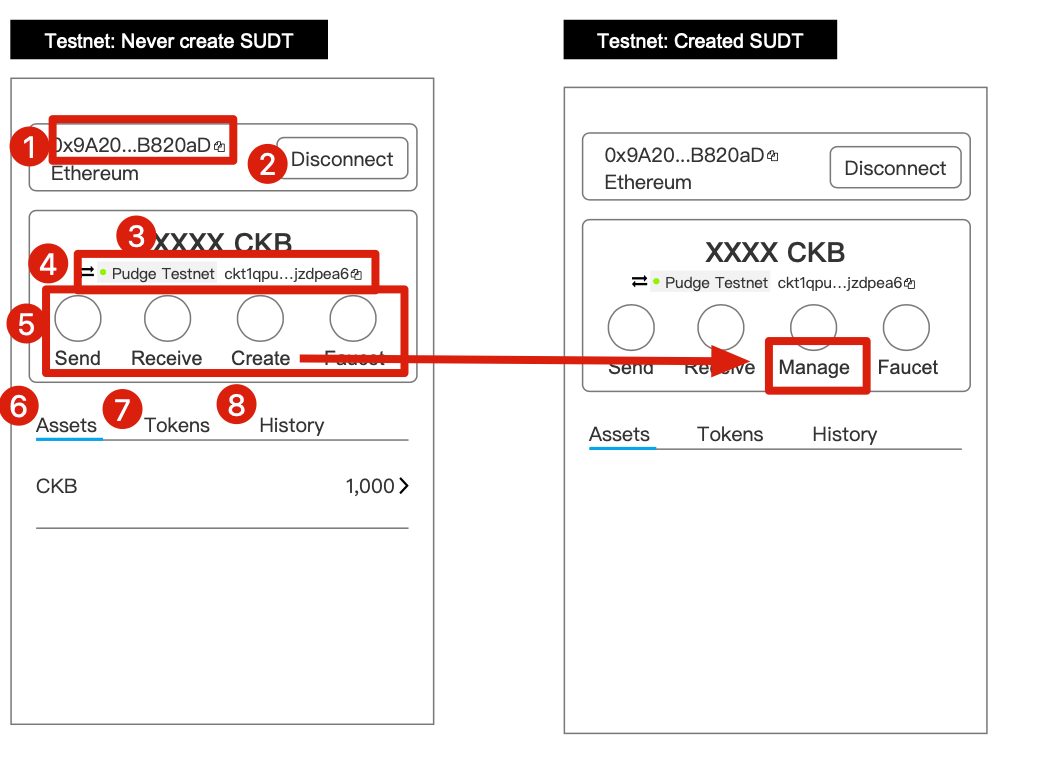 Testnet: Never create SUDT
1
0x9A20...B820aD
Ethereum
2
Disconnect
3
XXXX CKB
4
Pudge Testnet ckt1qpu...jzdpea6
5
Send Receive Create Faucet
6
Assets
7
Tokens
8
History
CKB 1,000
Testnet: Created SUDT
0x9A20...B820aD
Ethereum
Disconnect
XXXX CKB
Pudge Testnet ckt1qpu...jzdpea6
Send Receive Manage Faucet
Assets Tokens History